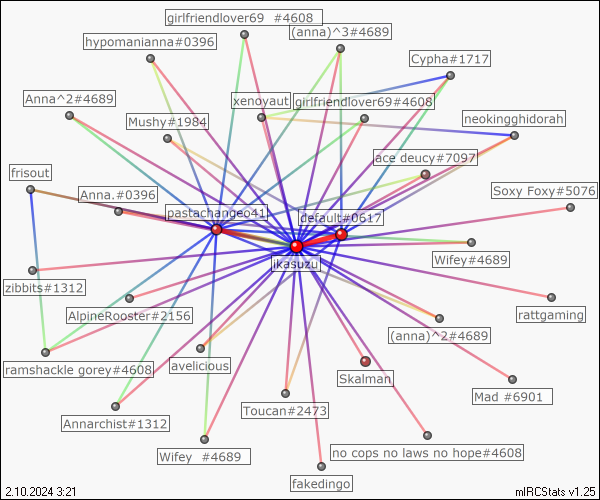 girlfriendlover69  #4608
(anna)^3#4689
hypomanianna#0396
Cypha#1717
Anna^2#4689
xenoyaut
girlfriendlover69#4608
Mushy#1984
neokingghidorah
ace deucy#7097
frisout
Anna.#0396
Soxy Foxy#5076
pastachangeo41
default#0617
ikasuzu
Wifey#4689
zibbits#1312
AlpineRooster#2156
rattgaming
(anna)^2#4689
ramshackle gorey#4608
avelicious
Skalman
Mad #6901
Annarchist#1312
Toucan#2473
Wifey  #4689
no cops no laws no hope#4608
fakedingo
2.10.2024 3:21
mIRCStats v1.25